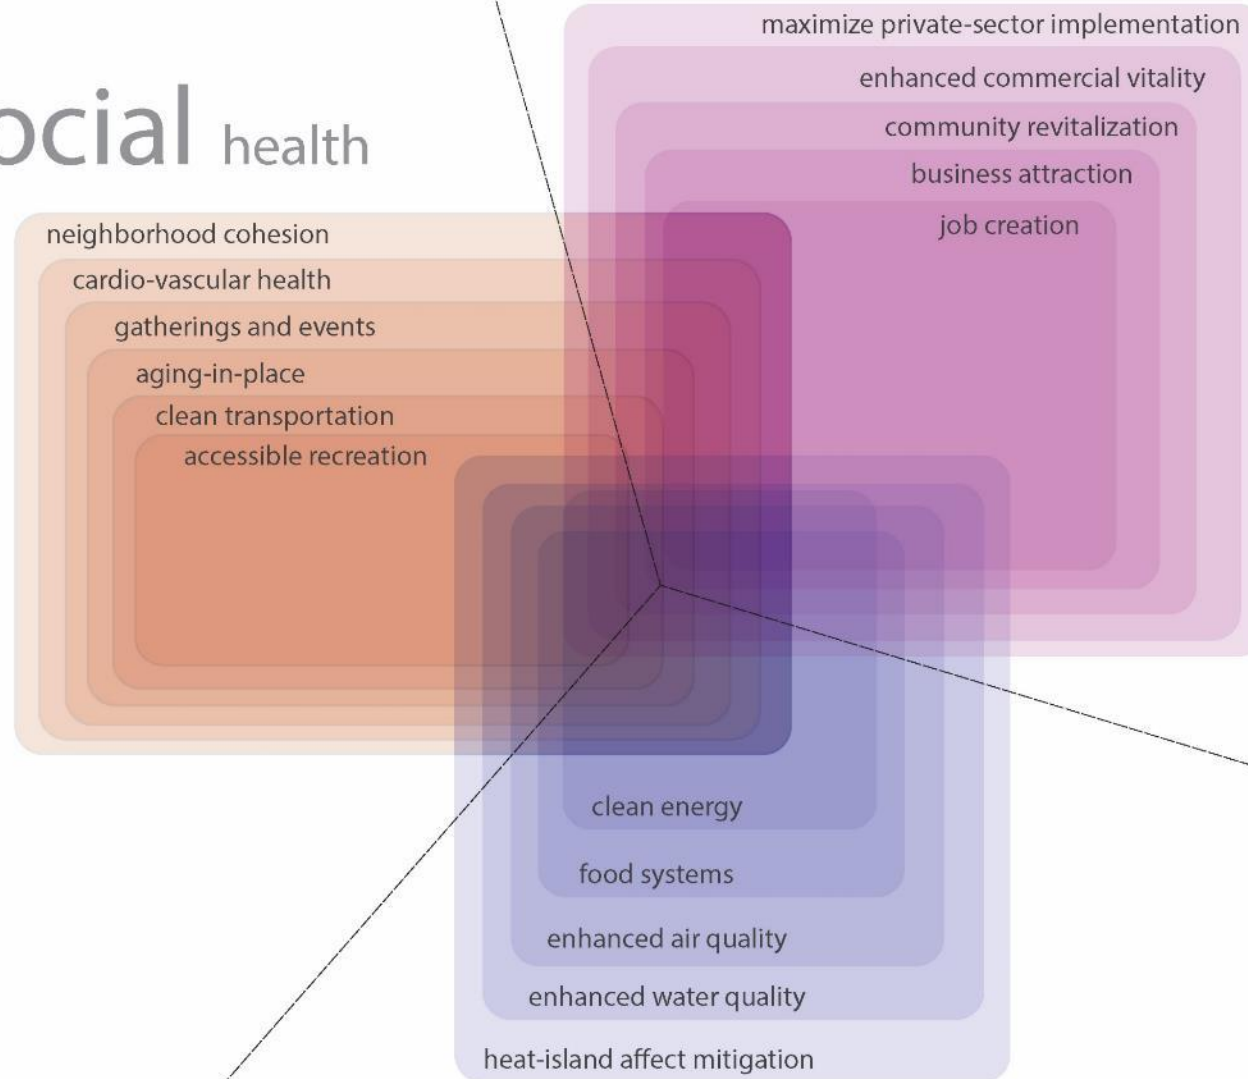 ocial health
neighborhood cohesion
cardio-vascular health
gatherings and events
aging-in-place
clean transportation
accessible recreation
maximize private-sector implementation
enhanced commercial vitality
community revitalization
business attraction
job creation
clean energy
food systems
enhanced air quality
enhanced water quality
heat-island affect mitigation